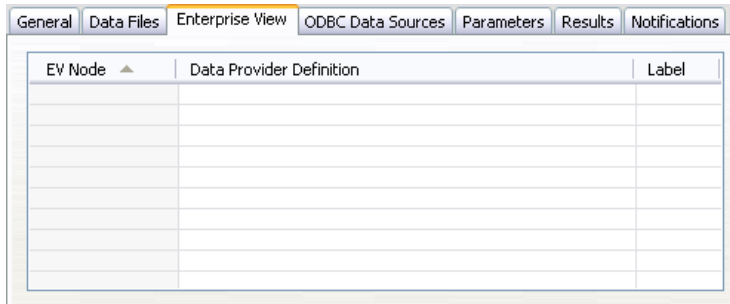 General Data Files Enterprise View ODBC Data Sources Parameters Results Notifications
EV Node Data Provider Definition Label